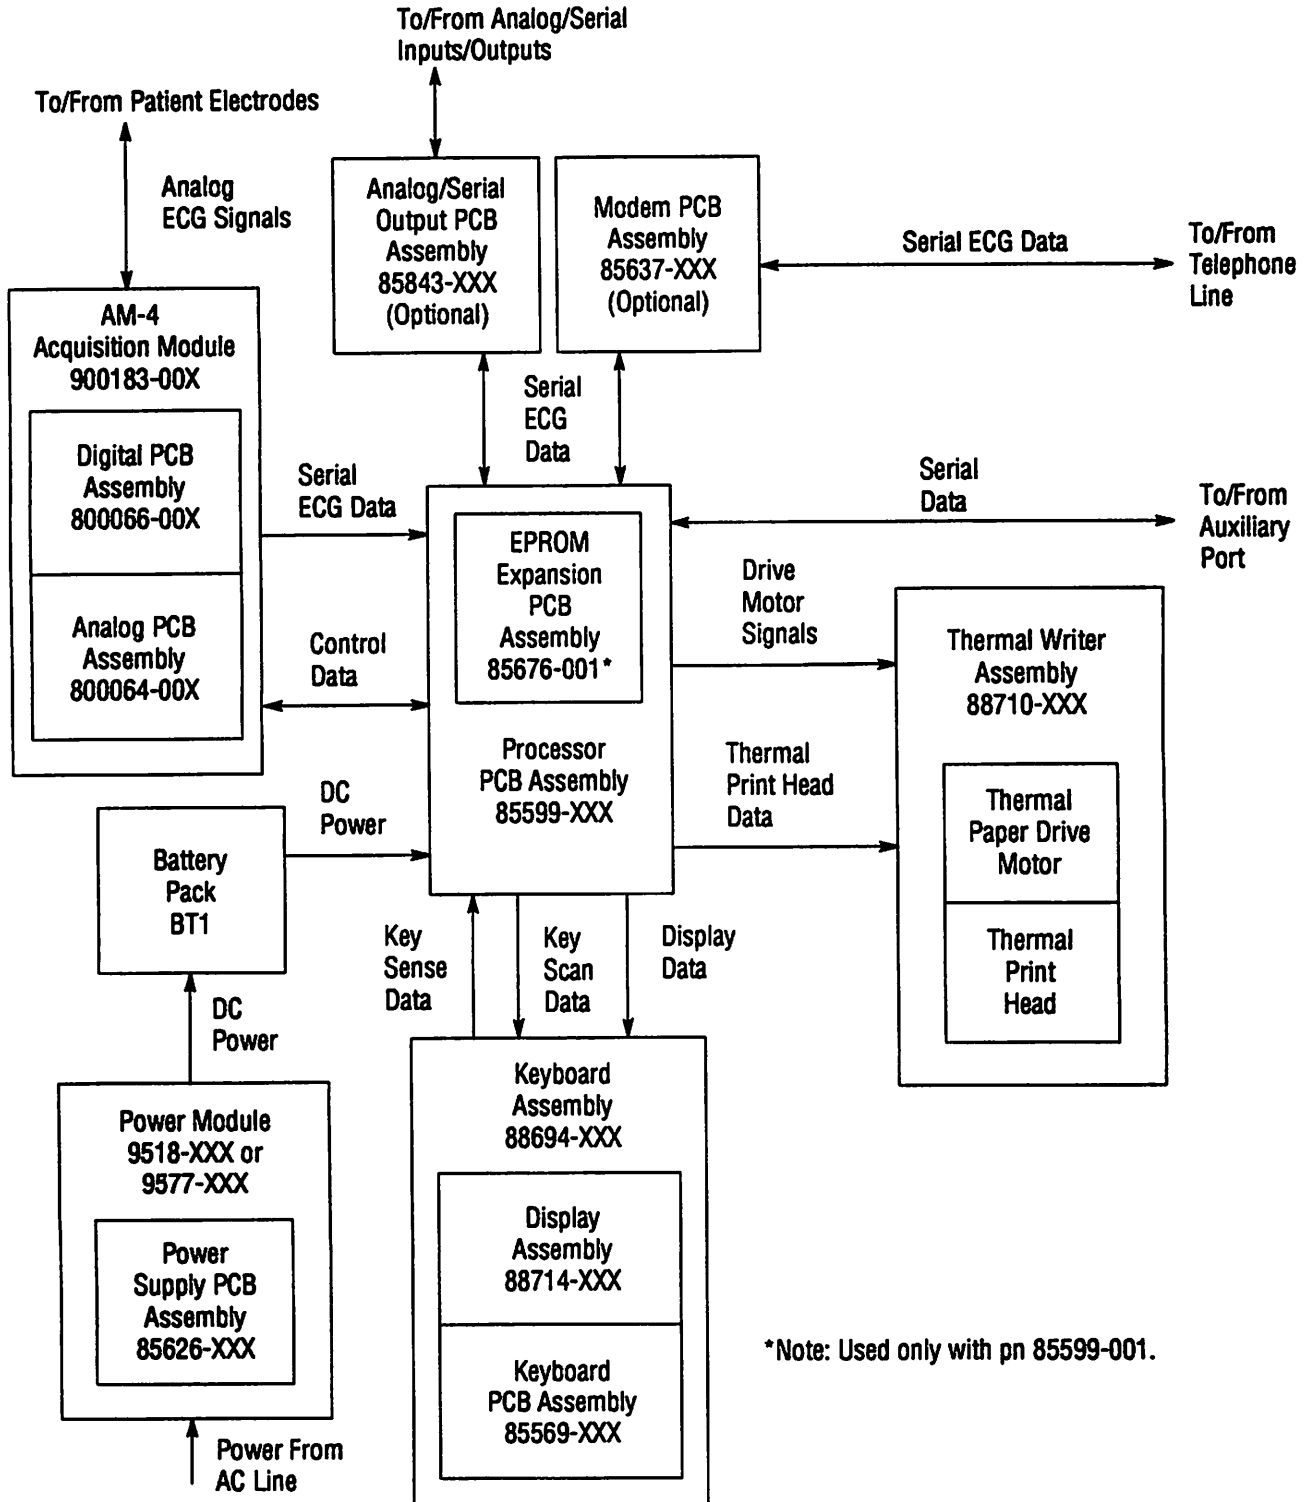 To/From Analog/Serial
Inputs/Outputs
To/From Patient Electrodes
Analog
ECG Signals
Analog/Serial
Output PCB
Assembly
85843-XXX
(Optional)
Modem PCB
Assembly
85637-XXX
(Optional)
Serial ECG Data
To/From
Telephone
Line
AM-4
Acquisition Module
900183-00X
Digital PCB
Assembly
800066-00X
Analog PCB
Assembly
800064-00X
Serial
ECG Data
Serial
ECG
Data
Serial
Data
To/From
Auxiliary
Port
Control
Data
EPROM
Expansion
PCB
Assembly
85676-001*
Processor
PCB Assembly
85599-XXX
Drive
Motor
Signals
Thermal
Print Head
Data
Thermal Writer
Assembly
88710-XXX
Thermal
Paper Drive
Motor
Thermal
Print
Head
DC
Power
Battery
Pack
BT1
DC
Power
Key
Sense
Data
Key
Scan
Data
Display
Data
Power Module
9518-XXX or
9577-XXX
Power
Supply PCB
Assembly
85626-XXX
Power From
AC Line
Keyboard
Assembly
88694-XXX
Display
Assembly
88714-XXX
Keyboard
PCB Assembly
85569-XXX
*Note: Used only with pn 85599-001.